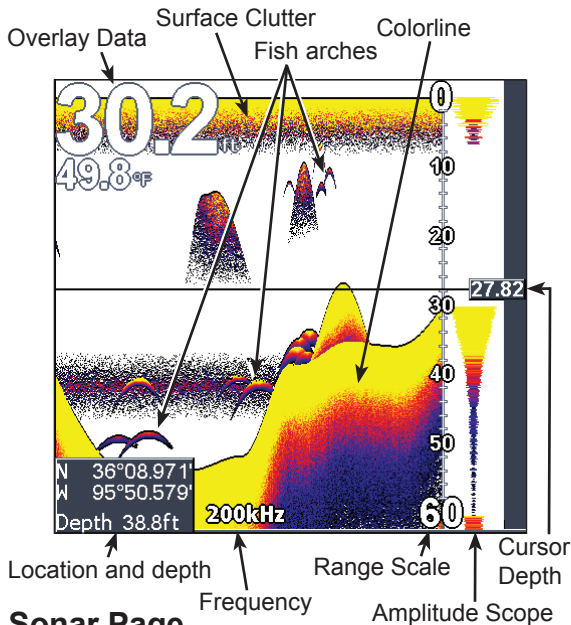 Surface Clutter
Colorline
Overlay Data
Fish arches
30.2 ft
49.8 °F
0
10
20
27.82
30
40
50
60
N 36°08.971'
W 95°50.579'
Depth 38.8ft
200kHz
Cursor
Depth
Location and depth
Range Scale
Frequency
Amplitude Scope
Sonar Page